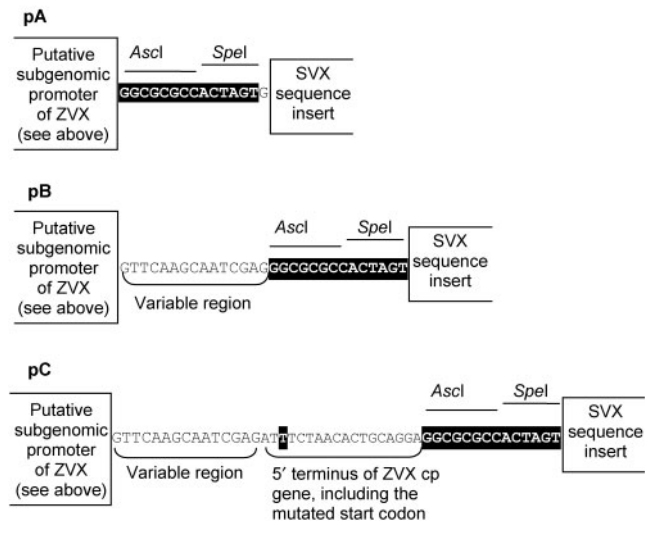 pA
Putative
subgenomic
promoter
of ZVX
(see above)
AscI SpeI
GGCGCGCCACTAGTG
SVX
sequence
insert
pB
Putative
subgenomic
promoter
of ZVX
(see above)
AscI SpeI
GTTCAAGCAATCGAGGGCGCGCCACTAGT
Variable region
SVX
sequence
insert
pC
Putative
subgenomic
promoter
of ZVX
(see above)
AscI SpeI
GTTCAAGCAATCGAGATTTCTAACACTGCAGGAGGCGCGCCACTAGT
Variable region
5′ terminus of ZVX cp
gene, including the
mutated start codon
SVX
sequence
insert